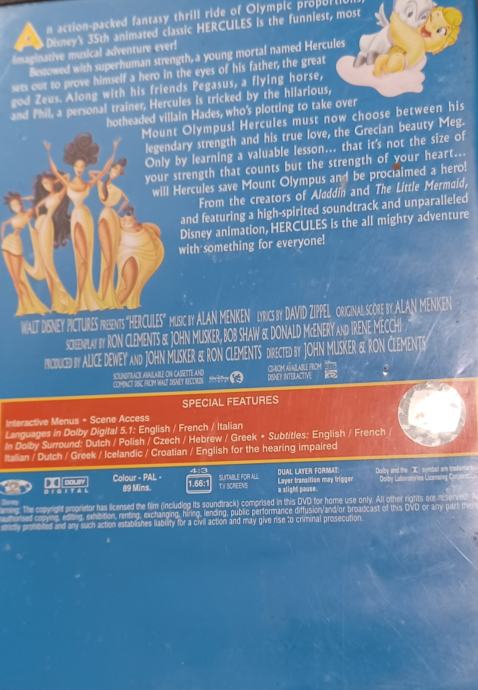 An action-packed fantasy thrill ride of Olympic proportions,
Disney's 35th animated classic HERCULES is the funniest, most
imaginative musical adventure ever!
Bestowed with superhuman strength, a young mortal named Hercules
sets out to prove himself a hero in the eyes of his father, the great
god Zeus. Along with his friends Pegasus, a flying horse,
and Phil, a personal trainer, Hercules is tricked by the hilarious,
hotheaded villain Hades, who's plotting to take over
Mount Olympus! Hercules must now choose between his
legendary strength and his true love, the Grecian beauty Meg.
Only by learning a valuable lesson... that it's not the size of
your strength that counts but the strength of your heart...
will Hercules save Mount Olympus and be proclaimed a hero!
From the creators of Aladdin and The Little Mermaid,
and featuring a high-spirited soundtrack and unparalleled
Disney animation, HERCULES is the all mighty adventure
with something for everyone!
WALT DISNEY PICTURES PRESENTS "HERCULES" MUSIC BY ALAN MENKEN LYRICS BY DAVID ZIPPEL ORIGINAL SCORE BY ALAN MENKEN
SCREENPLAY BY RON CLEMENTS & JOHN MUSKER, BOB SHAW & DONALD McENERY AND IRENE MECCHI
PRODUCED BY ALICE DEWEY AND JOHN MUSKER & RON CLEMENTS DIRECTED BY JOHN MUSKER & RON CLEMENTS
SOUNDTRACK AVAILABLE ON CASSETTE AND
COMPACT DISC FROM WALT DISNEY RECORDS
CD-ROM AVAILABLE FROM
DISNEY INTERACTIVE
SPECIAL FEATURES
Interactive Menus • Scene Access
Languages in Dolby Digital 5.1: English / French / Italian
In Dolby Surround: Dutch / Polish / Czech / Hebrew / Greek • Subtitles: English / French /
Italian / Dutch / Greek / Icelandic / Croatian / English for the hearing impaired
DOLBY
DIGITAL
Colour - PAL -
89 Mins.
4:3
1.66:1
SUITABLE FOR ALL
T.V SCREENS
DUAL LAYER FORMAT:
Layer transition may trigger
a slight pause.
Dolby and the symbol are trademarks
Dolby Laboratories Licensing Corporation
The copyright proprietor has licensed the film (including its soundtrack) comprised in this DVD for home use only. All other rights are reserved.
copying, editing, exhibition, renting, exchanging, hiring, lending, public performance diffusion/and/or broadcast of this DVD or any part
strictly prohibited and any such action establishes liability for a civil action and may give rise to criminal prosecution.